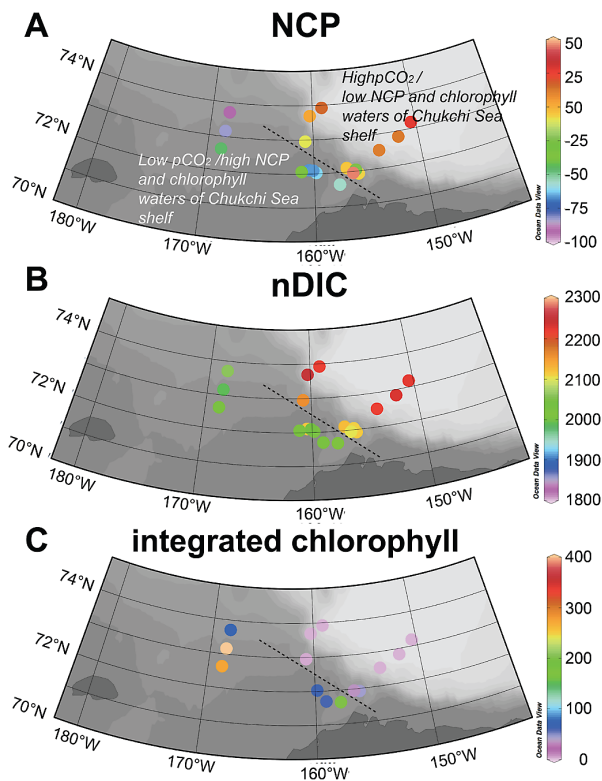 A
NCP
74°N
72°N
70°N
180°W
170°W
160°W
150°W
HighpCO2 /
low NCP and chlorophyll
waters of Chukchi Sea
shelf
Low pCO2 /high NCP
and chlorophyll
waters of Chukchi Sea
shelf
Ocean Data View
50
25
50
-25
-50
-75
-100
B
nDIC
74°N
72°N
70°N
180°W
170°W
160°W
150°W
Ocean Data View
2300
2200
2100
2000
1900
1800
C
integrated chlorophyll
74°N
72°N
70°N
180°W
170°W
160°W
150°W
Ocean Data View
400
300
200
100
0